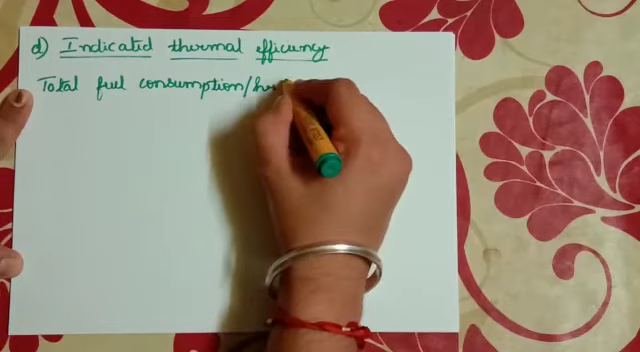 d) Indicated thermal efficiency
Total fuel consumption/